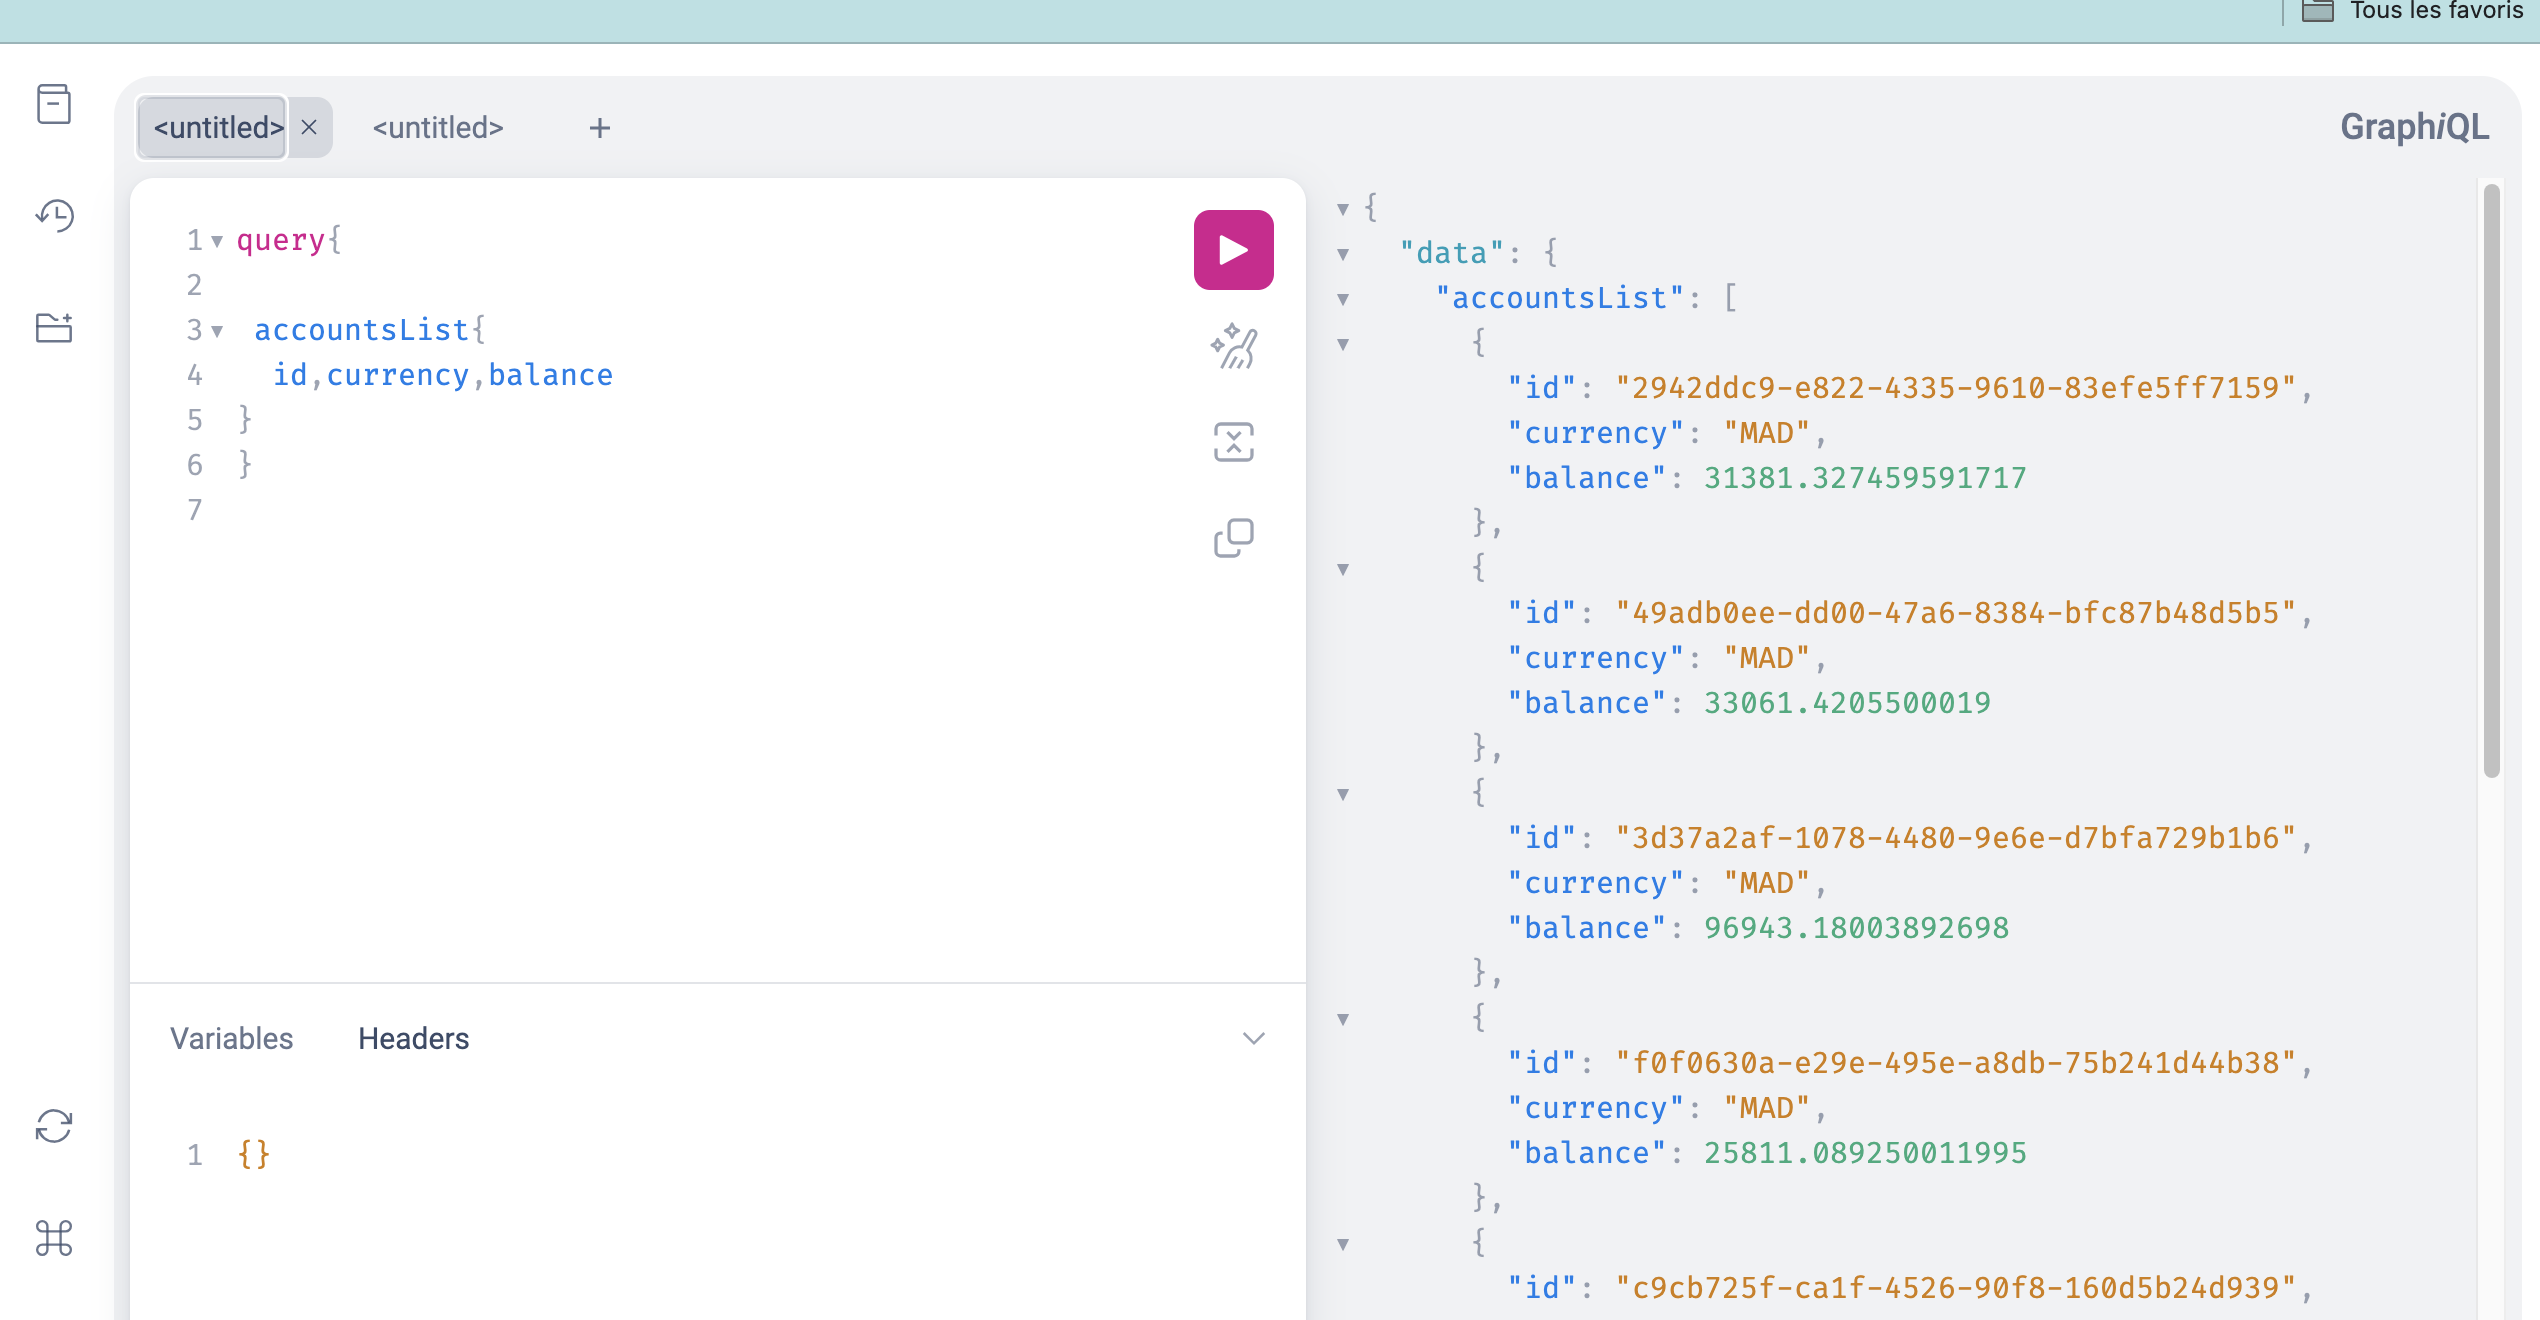 Tous les favoris
<untitled> × <untitled> +
GraphiQL
1 query{
2
3 accountsList{
4 id,currency,balance
5 }
6 }
7
Variables Headers
1 {}
{
"data": {
"accountsList": [
{
"id": "2942ddc9-e822-4335-9610-83efe5ff7159",
"currency": "MAD",
"balance": 31381.327459591717
},
{
"id": "49adb0ee-dd00-47a6-8384-bfc87b48d5b5",
"currency": "MAD",
"balance": 33061.4205500019
},
{
"id": "3d37a2af-1078-4480-9e6e-d7bfa729b1b6",
"currency": "MAD",
"balance": 96943.18003892698
},
{
"id": "f0f0630a-e29e-495e-a8db-75b241d44b38",
"currency": "MAD",
"balance": 25811.089250011995
},
{
"id": "c9cb725f-ca1f-4526-90f8-160d5b24d939",